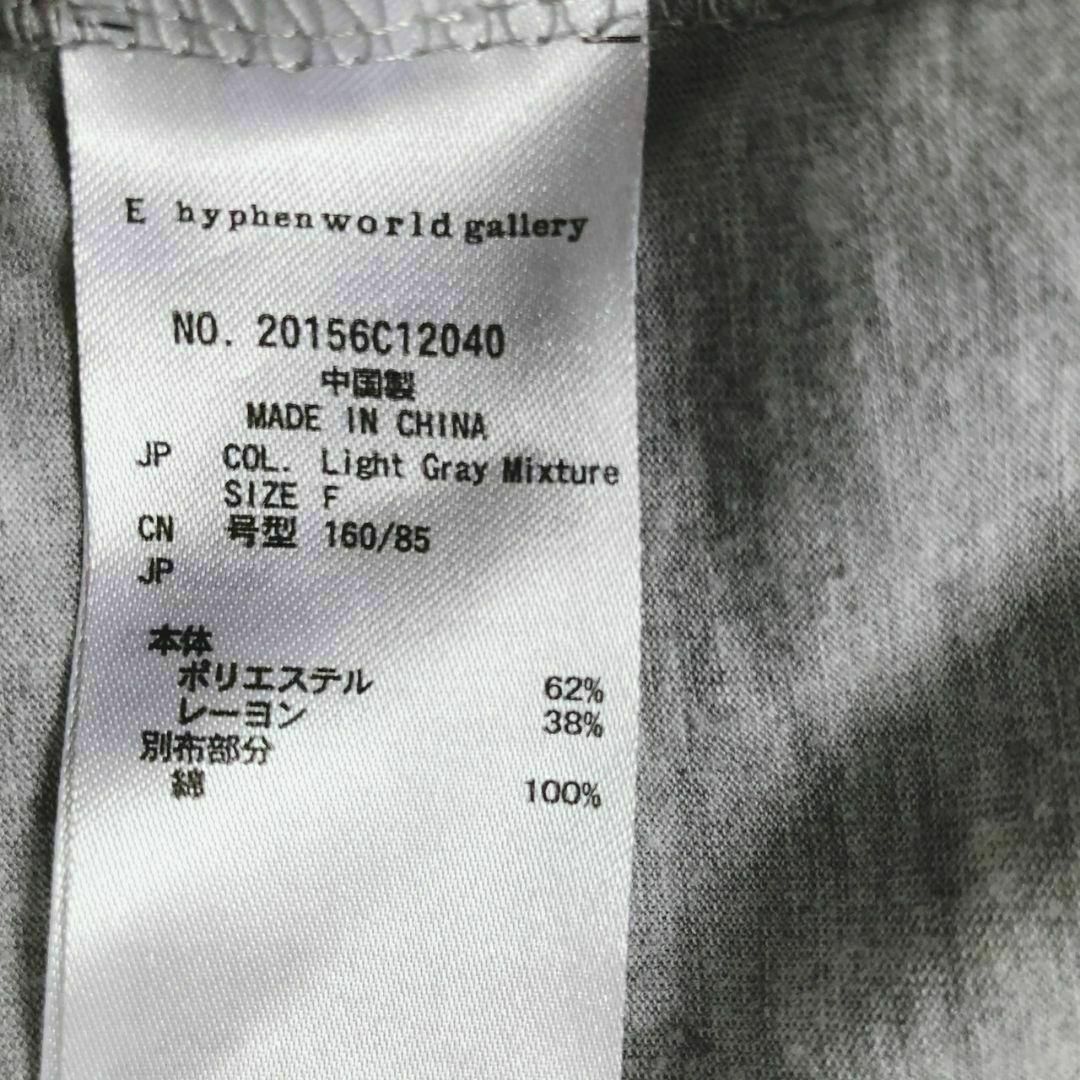 E hyphen world gallery
NO. 20156C12040
中国製
MADE IN CHINA
JP COL. Light Gray Mixture
SIZE F
CN 号型 160/85
JP
本体
ポリエステル 62%
レーヨン 38%
別布部分
綿 100%